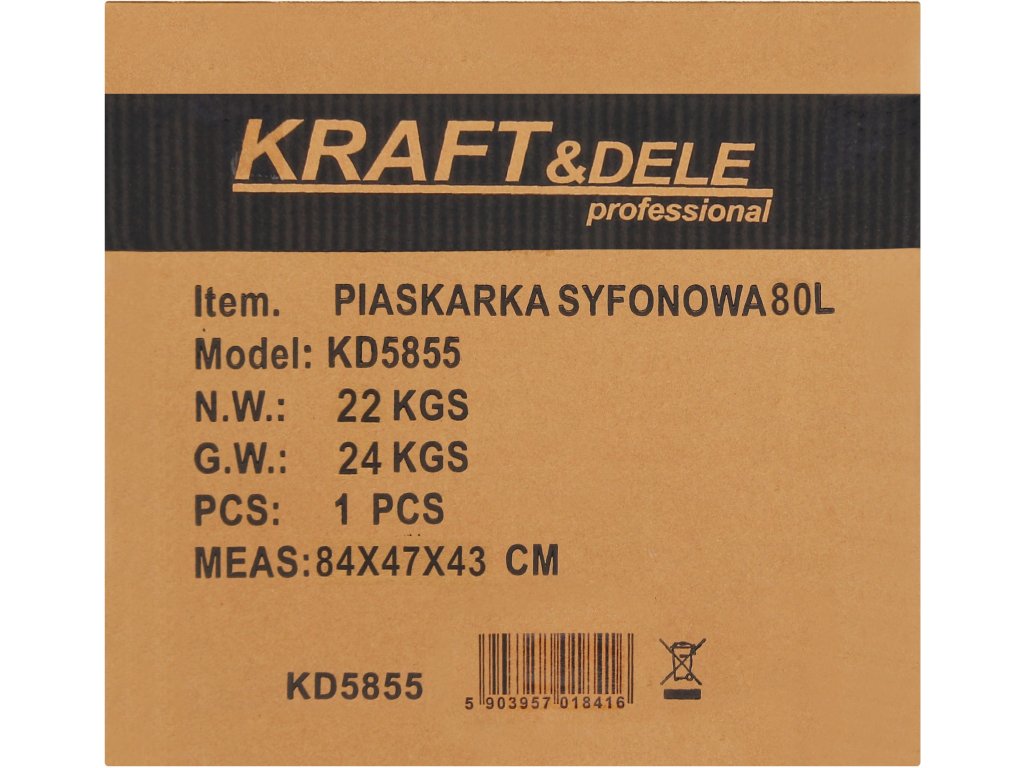 KRAFT&DELE
professional
Item. PIASKARKA SYFONOWA 80L
Model: KD5855
N.W.: 22 KGS
G.W.: 24 KGS
PCS: 1 PCS
MEAS: 84X47X43 CM
KD5855
5 903957 018416